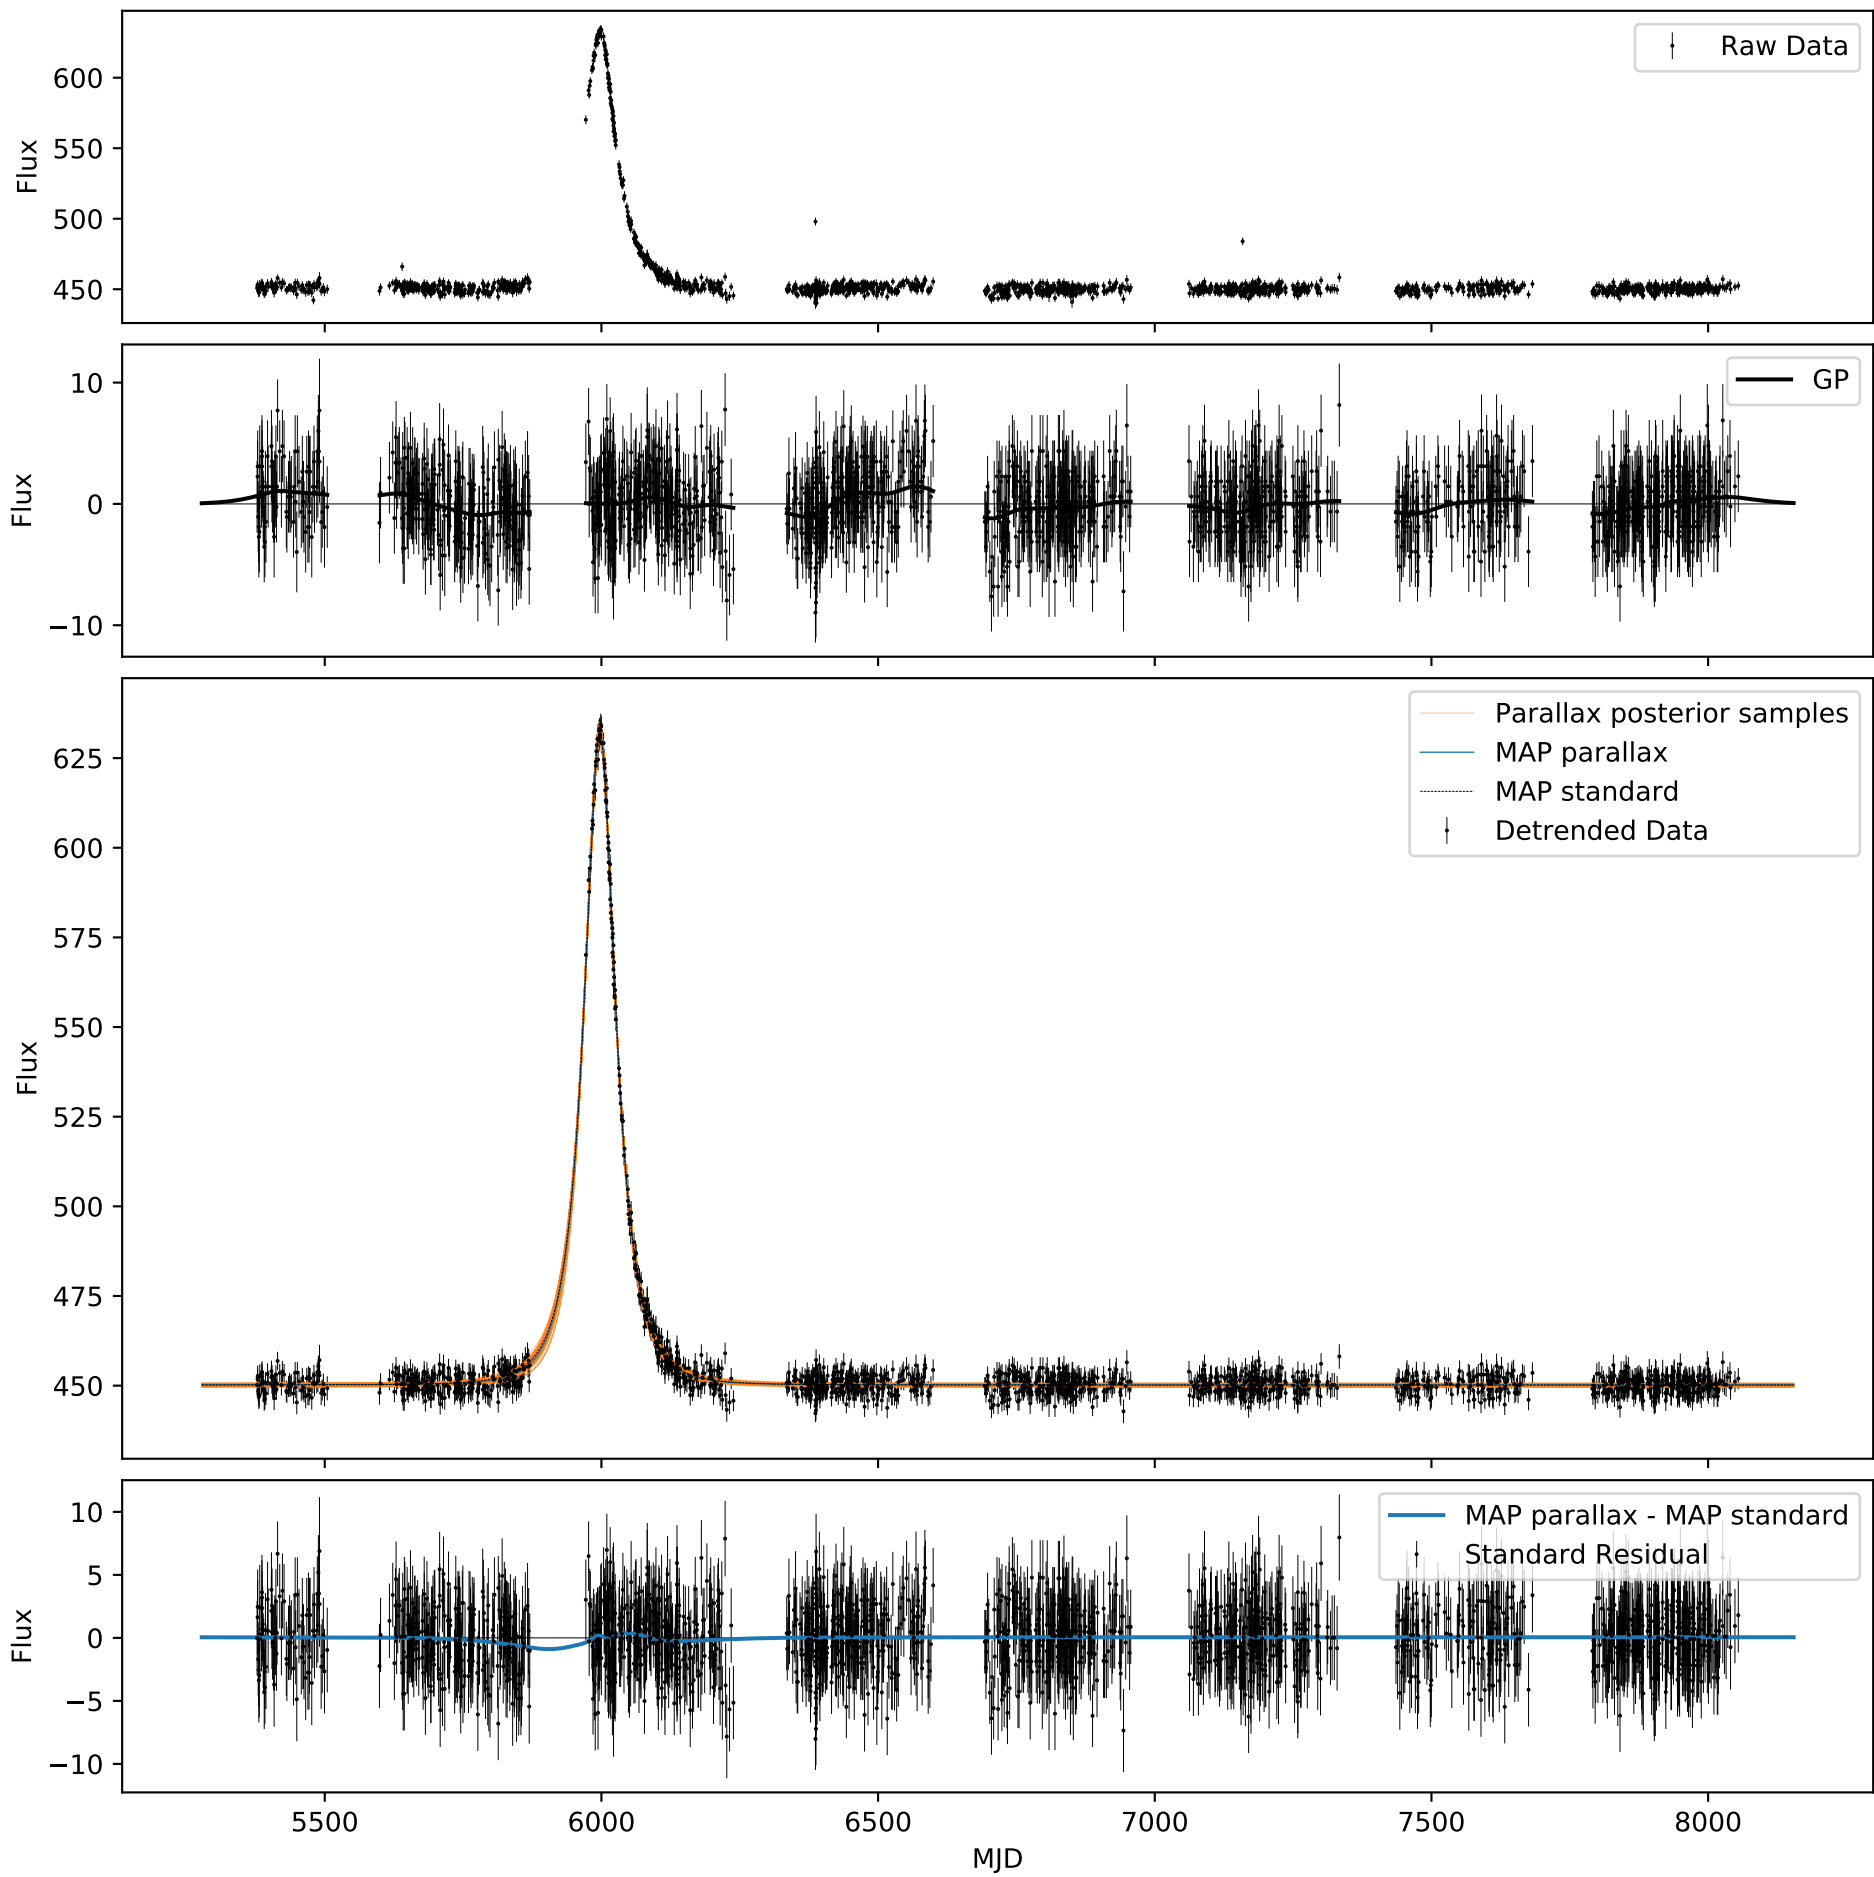 Raw Data
600
550
500
450
Flux
GP
10
0
−10
Flux
Parallax posterior samples
MAP parallax
MAP standard
Detrended Data
625
600
575
550
525
500
475
450
Flux
MAP parallax - MAP standard
Standard Residual
10
5
0
−5
−10
Flux
5500 6000 6500 7000 7500 8000
MJD